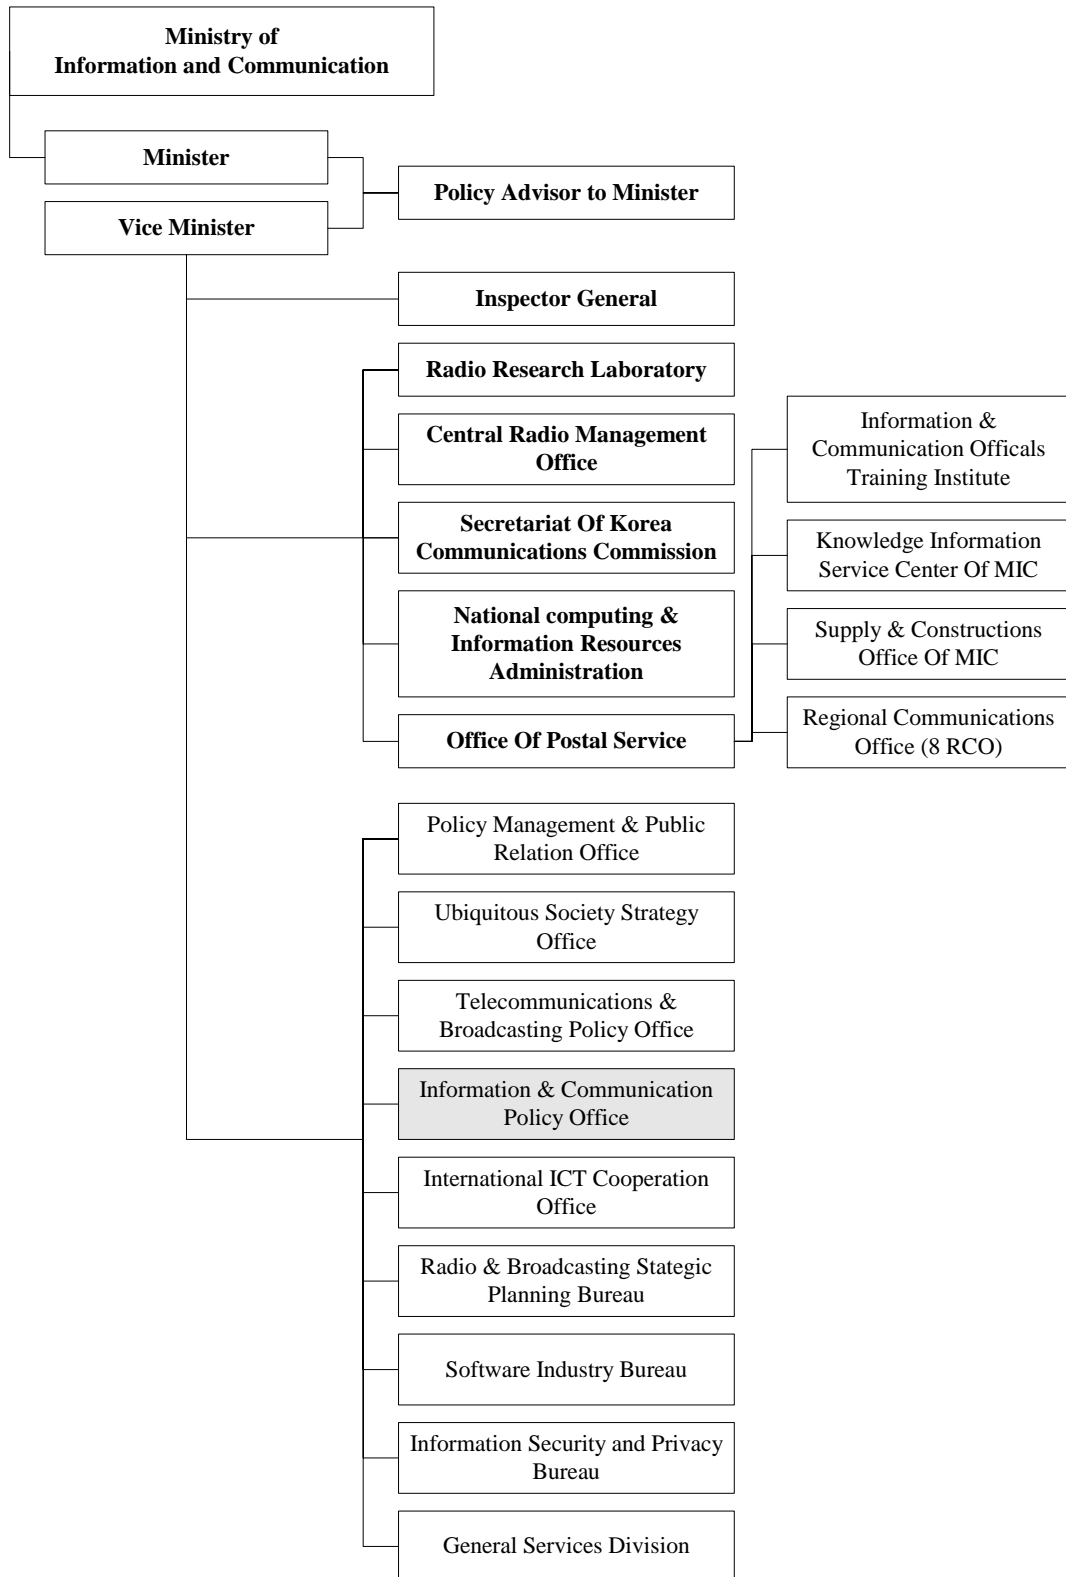 Ministry of
Information and Communication
Minister
Policy Advisor to Minister
Vice Minister
Inspector General
Radio Research Laboratory
Central Radio Management
Office
Secretariat Of Korea
Communications Commission
National computing &
Information Resources
Administration
Office Of Postal Service
Information &
Communication Officals
Training Institute
Knowledge Information
Service Center Of MIC
Supply & Constructions
Office Of MIC
Regional Communications
Office (8 RCO)
Policy Management & Public
Relation Office
Ubiquitous Society Strategy
Office
Telecommunications &
Broadcasting Policy Office
Information & Communication
Policy Office
International ICT Cooperation
Office
Radio & Broadcasting Stategic
Planning Bureau
Software Industry Bureau
Information Security and Privacy
Bureau
General Services Division